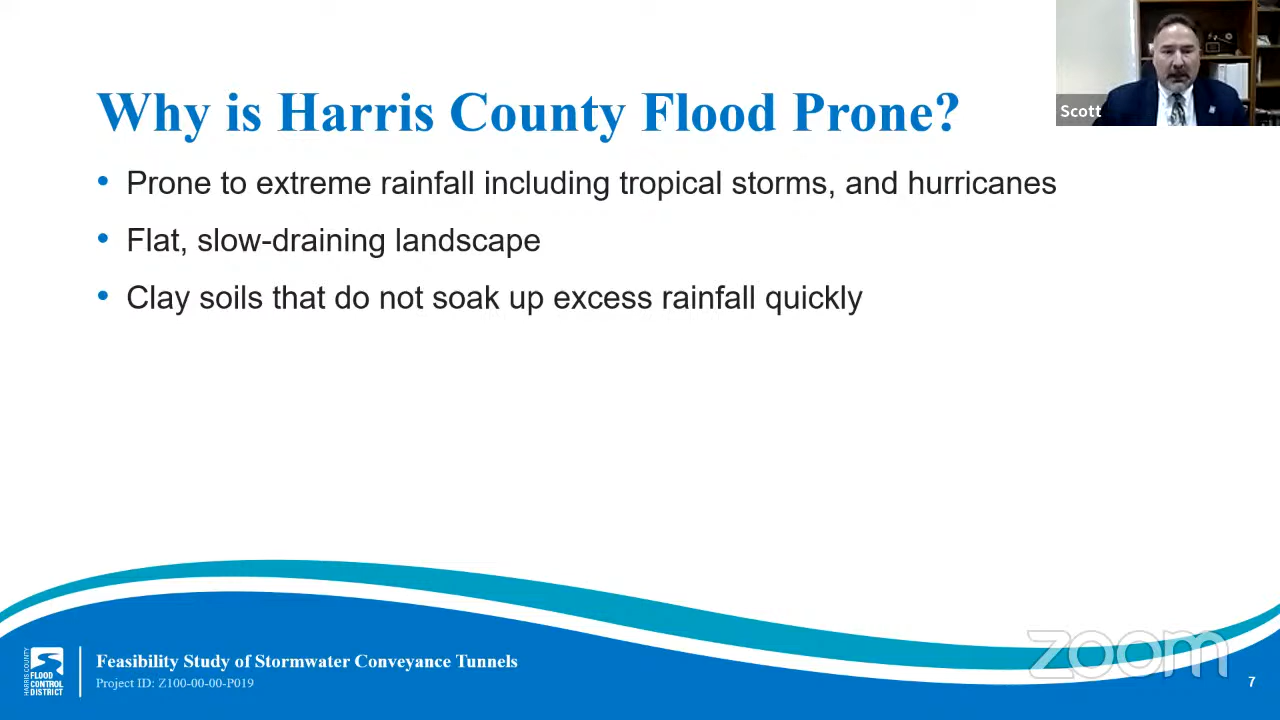 Why is Harris County Flood Prone?
Scott
• Prone to extreme rainfall including tropical storms, and hurricanes
• Flat, slow-draining landscape
• Clay soils that do not soak up excess rainfall quickly
HARRIS COUNTY
FLOOD
CONTROL
DISTRICT
Feasibility Study of Stormwater Conveyance Tunnels
Project ID: Z100-00-00-P019
zoom
7